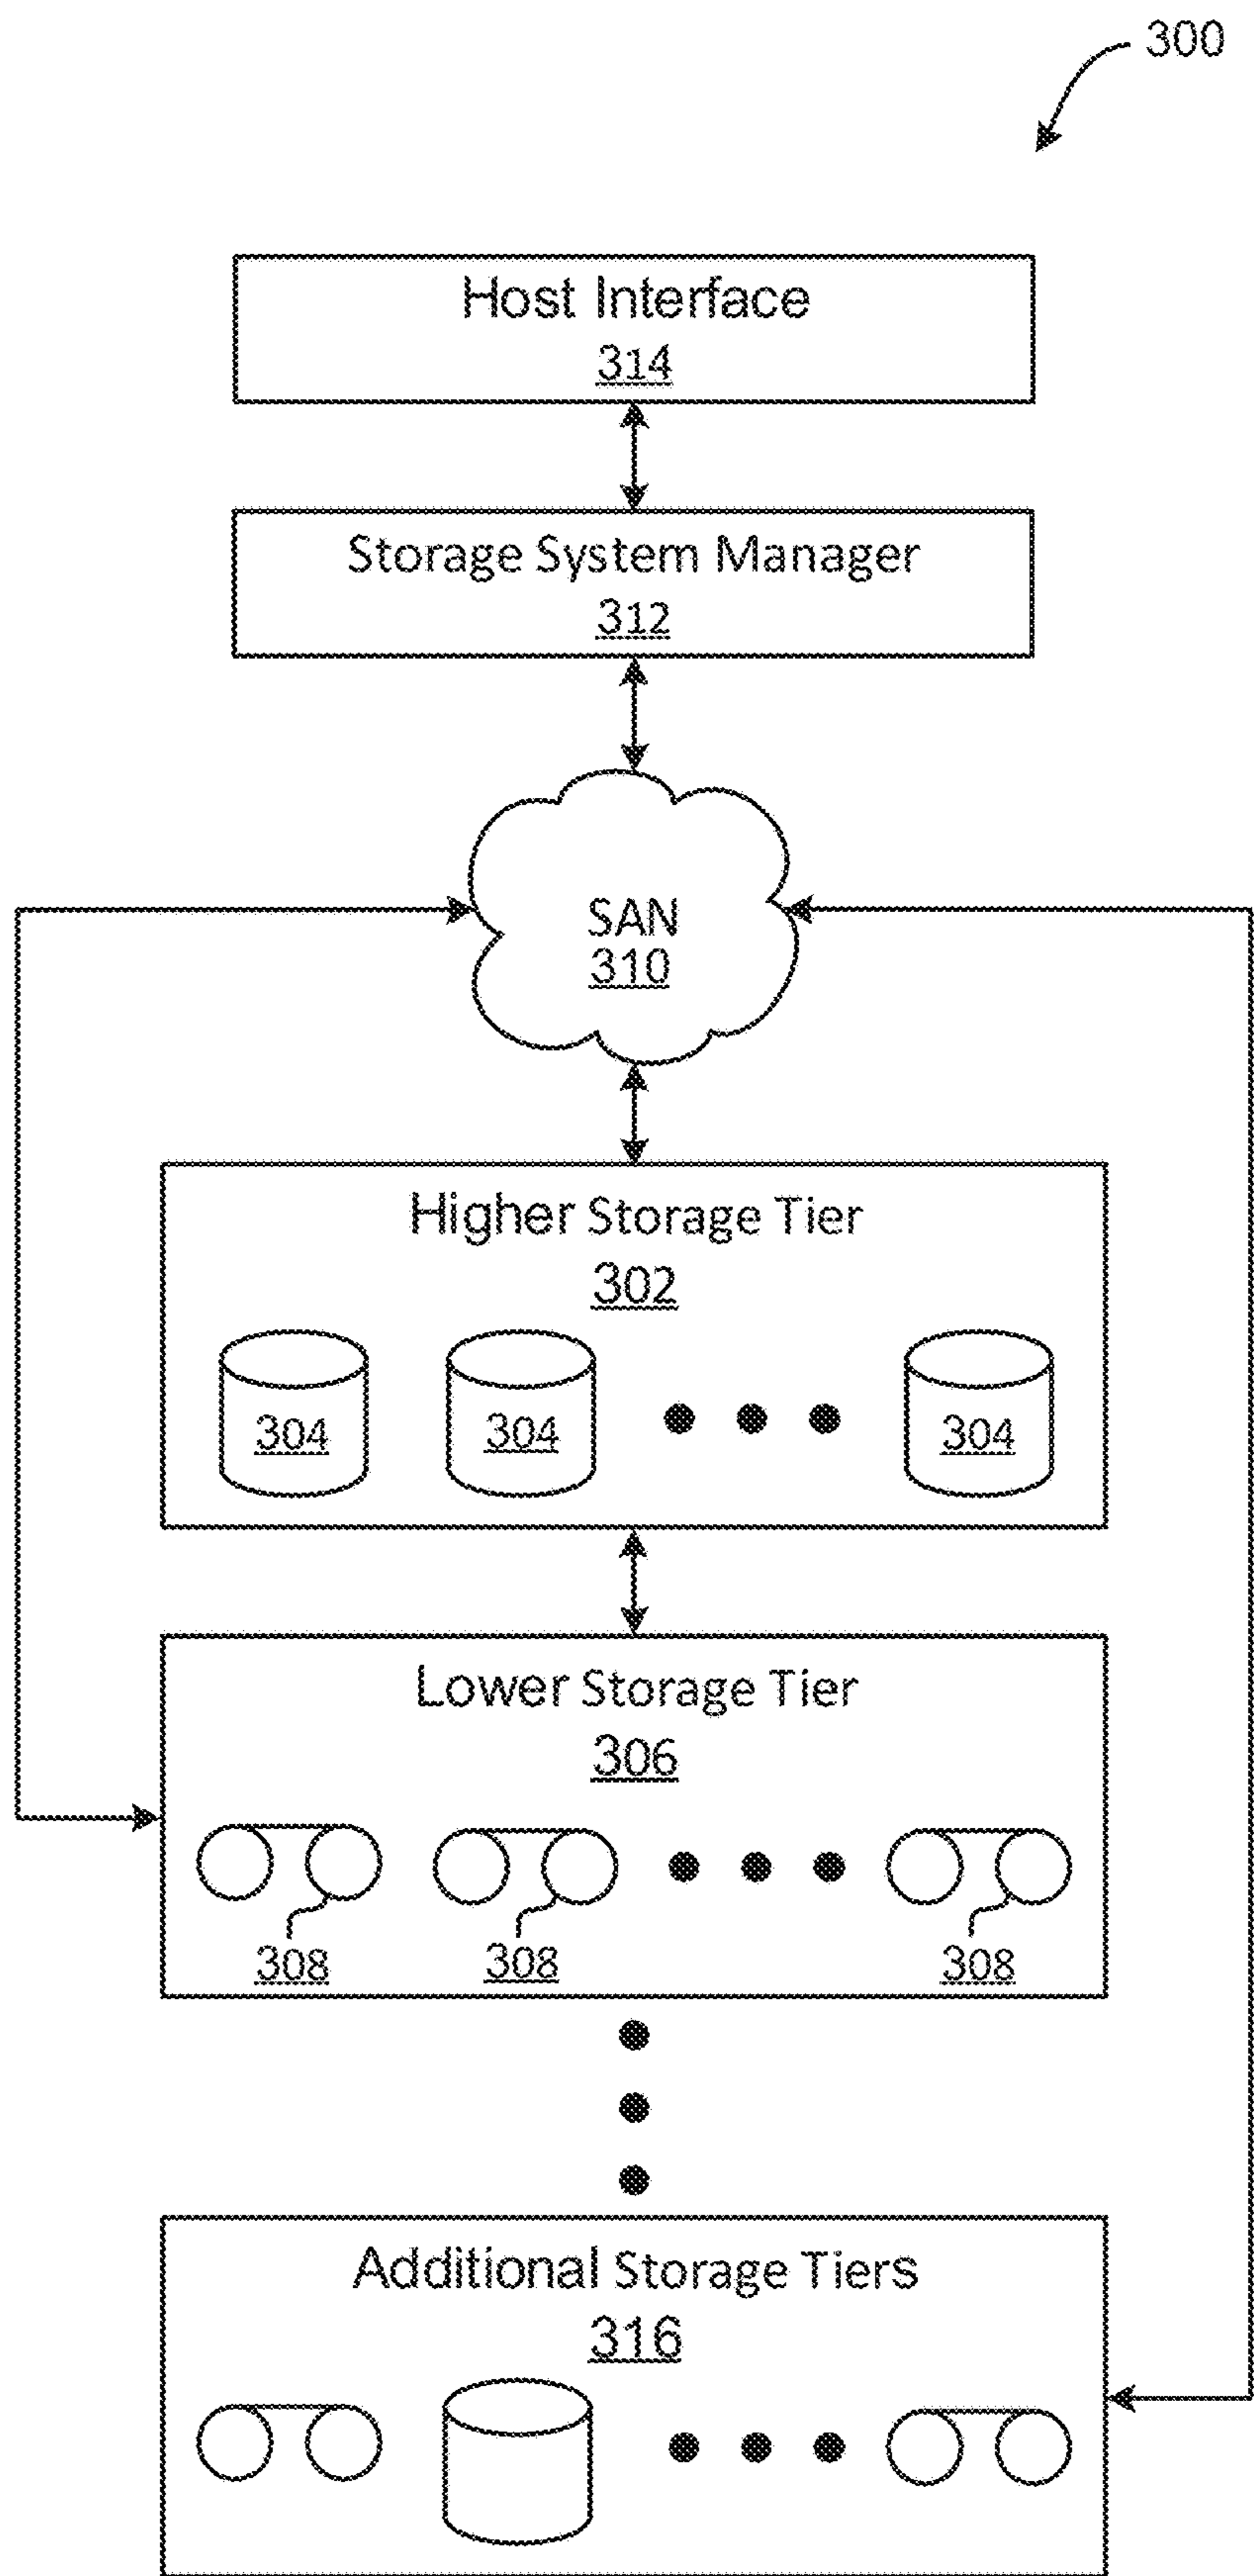 300
Host Interface
314
Storage System Manager
312
SAN
310
Higher Storage Tier
302
304 304 304
Lower Storage Tier
306
308 308 308
Additional Storage Tiers
316